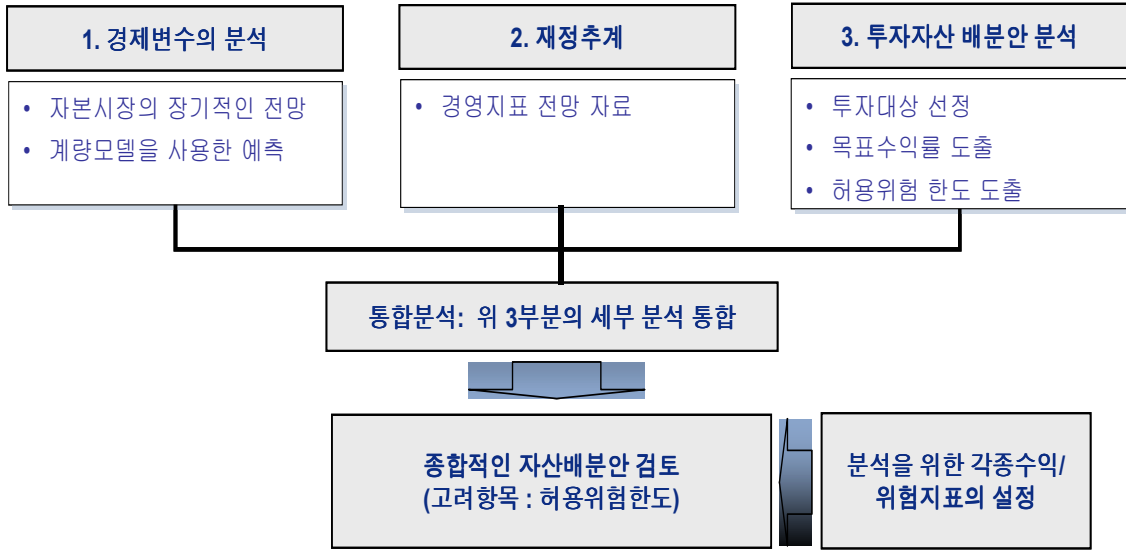 1. 경제변수의 분석
• 자본시장의 장기적인 전망
• 계량모델을 사용한 예측
2. 재정추계
• 경영지표 전망 자료
3. 투자자산 배분안 분석
• 투자대상 선정
• 목표수익률 도출
• 허용위험 한도 도출
통합분석: 위 3부분의 세부 분석 통합
종합적인 자산배분안 검토
(고려항목 : 허용위험한도)
분석을 위한 각종수익/
위험지표의 설정